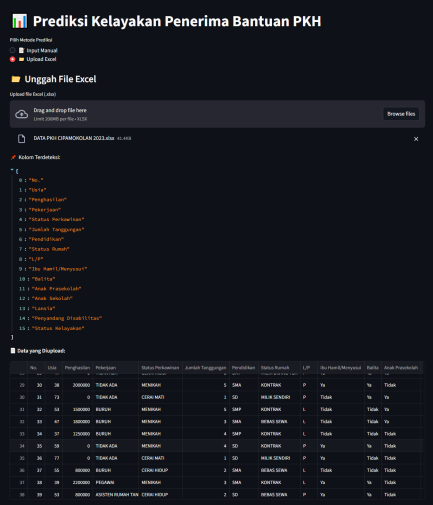 Prediksi Kelayakan Penerima Bantuan PKH
Pilih Metode Prediksi
Input Manual
Upload Excel
Unggah File Excel
Upload file Excel (.xlsx)
Drag and drop file here
Limit 200MB per file • XLSX
Browse files
DATA PKH CIPAMOKOLAN 2023.xlsx 45.4KB
Kolom Terdeteksi:
[
0 : "No."
1 : "Usia"
2 : "Penghasilan"
3 : "Pekerjaan"
4 : "Status Perkawinan"
5 : "Jumlah Tanggungan"
6 : "Pendidikan"
7 : "Status Rumah"
8 : "L/P"
9 : "Ibu Hamil/Menyusui"
10 : "Balita"
11 : "Anak Prasekolah"
12 : "Anak Sekolah"
13 : "Lansia"
14 : "Penyandang Disabilitas"
15 : "Status Kelayakan"
]
Data yang Diupload:
No. Usia Penghasilan Pekerjaan Status Perkawinan Jumlah Tanggungan Pendidikan Status Rumah L/P Ibu Hamil/Menyusui Balita Anak Prasekolah
29 30 38 2000000 TIDAK ADA MENIKAH 5 SMA KONTRAK P Ya Ya Tidak
30 31 73 0 TIDAK ADA CERAI MATI 1 SD MILIK SENDIRI P Tidak Ya Ya
31 32 53 1500000 BURUH MENIKAH 5 SMP KONTRAK L Ya Tidak Ya
32 33 47 1800000 BURUH MENIKAH 3 SMA BEBAS SEWA L Tidak Tidak Ya
33 34 37 1250000 BURUH MENIKAH 4 SMP KONTRAK L Tidak Ya Tidak
34 35 59 0 TIDAK ADA MENIKAH 4 SD KONTRAK P Ya Ya Tidak
35 36 77 0 TIDAK ADA CERAI MATI 1 SD MILIK SENDIRI P Tidak Ya Tidak
36 37 55 800000 BURUH CERAI HIDUP 2 SMA BEBAS SEWA L Tidak Ya Tidak
37 38 39 2200000 PEGAWAI MENIKAH 3 SMA KONTRAK L Ya Ya Tidak
38 39 53 800000 ASISTEN RUMAH TAN CERAI HIDUP 2 SD BEBAS SEWA P Ya Ya Tidak